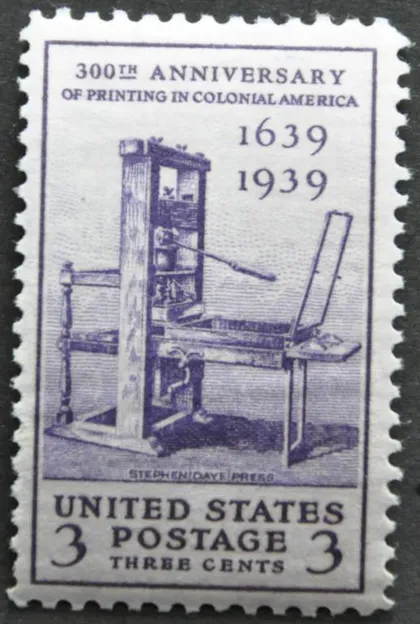 300TH ANNIVERSARY
OF PRINTING IN COLONIAL AMERICA
1639
1939
STEPHEN DAYE PRESS
UNITED STATES
3 POSTAGE 3
THREE CENTS